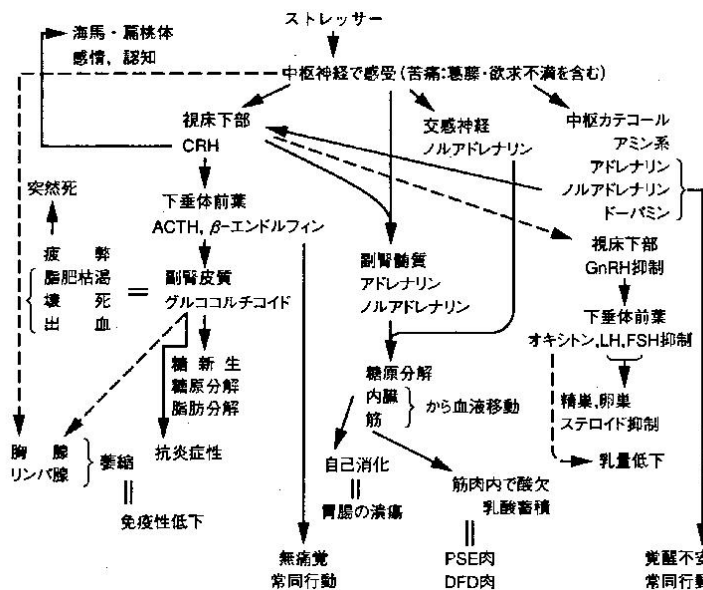 ストレッサー
海馬・扁桃体
感情，認知
中枢神経で感受（苦痛：葛藤・欲求不満を含む）
視床下部
CRH
交感神経
ノルアドレナリン
中枢カテコール
アミン系
アドレナリン
ノルアドレナリン
ドーパミン
突然死
下垂体前葉
ACTH, β-エンドルフィン
疲 弊
脂肥枯渇
壊 死
出 血
副腎皮質
グルココルチコイド
副腎髄質
アドレナリン
ノルアドレナリン
視床下部
GnRH抑制
下垂体前葉
オキシトン,LH,FSH抑制
糖 新 生
糖原分解
脂肪分解
糖原分解
内臓
筋
から血液移動
精巣，卵巣
ステロイド抑制
胸 腺
リンパ腺
萎縮
抗炎症性
乳量低下
免疫性低下
自己消化
胃腸の潰瘍
筋肉内で酸欠
乳酸蓄積
無痛覚
常同行動
PSE肉
DFD肉
覚醒不安
常同行動